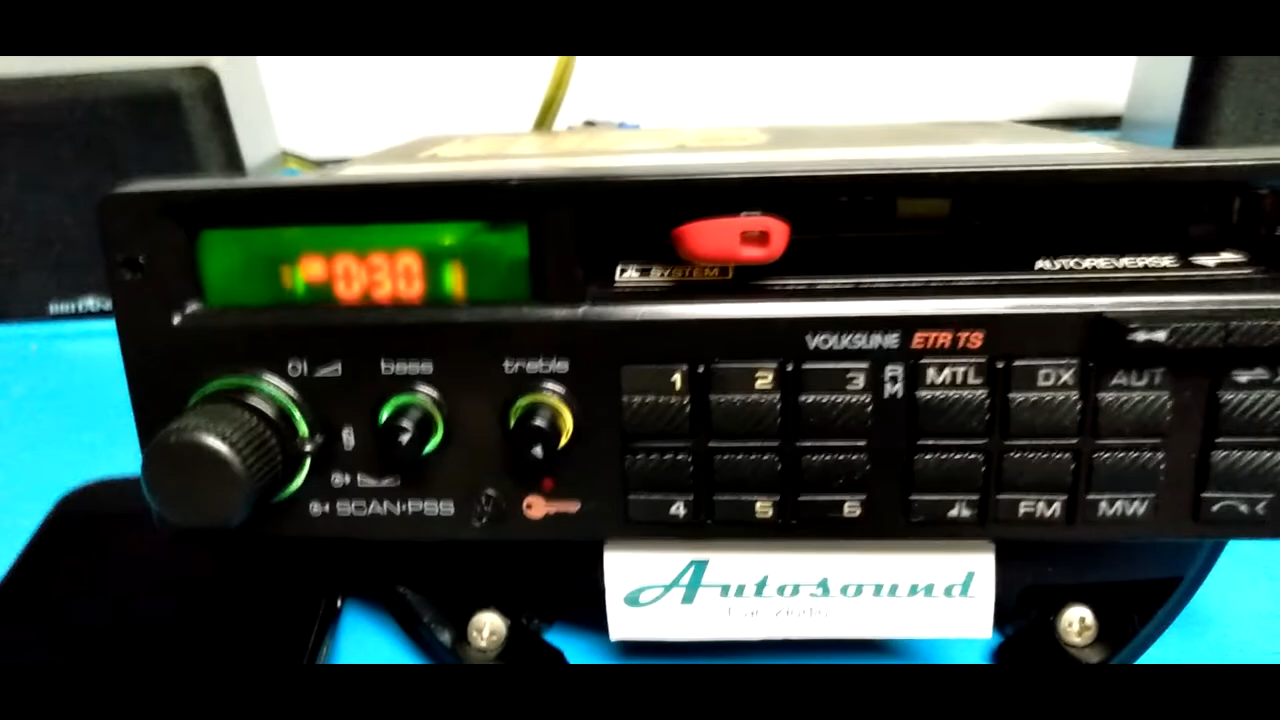 0:30
SYSTEM
AUTOREVERSE
VOLKSLINE ETR TS
bass
treble
1 2 3
ARM
MTL DX AUT
SCAN•PSS
4 5 6
FM MW
Autosound